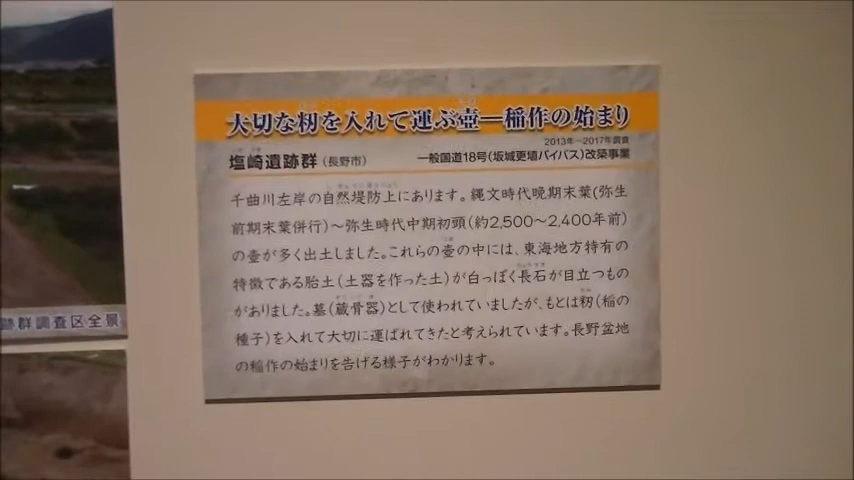 大切な籾を入れて運ぶ壺―稲作の始まり
2013年～2017年調査
塩崎遺跡群（長野市） 一般国道18号（坂城更埴バイパス）改築事業
千曲川左岸の自然堤防上にあります。縄文時代晩期末葉（弥生
前期末葉併行）～弥生時代中期初頭（約2,500～2,400年前）
の壺が多く出土しました。これらの壺の中には、東海地方特有の
特徴である胎土（土器を作った土）が白っぽく長石が目立つもの
がありました。墓（蔵骨器）として使われていましたが、もとは籾（稲の
種子）を入れて大切に運ばれてきたと考えられています。長野盆地
の稲作の始まりを告げる様子がわかります。
跡群調査区全景